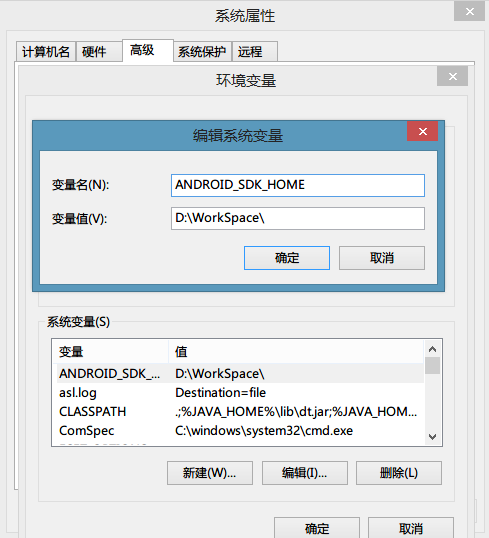 系统属性
计算机名 硬件 高级 系统保护 远程
环境变量
编辑系统变量
变量名(N): ANDROID_SDK_HOME
变量值(V): D:\WorkSpace\
确定 取消
系统变量(S)
变量 值
ANDROID_SDK_... D:\WorkSpace\
asl.log Destination=file
CLASSPATH .;%JAVA_HOME%\lib\dt.jar;%JAVA_HOM...
ComSpec C:\windows\system32\cmd.exe
新建(W)... 编辑(I)... 删除(L)
确定 取消